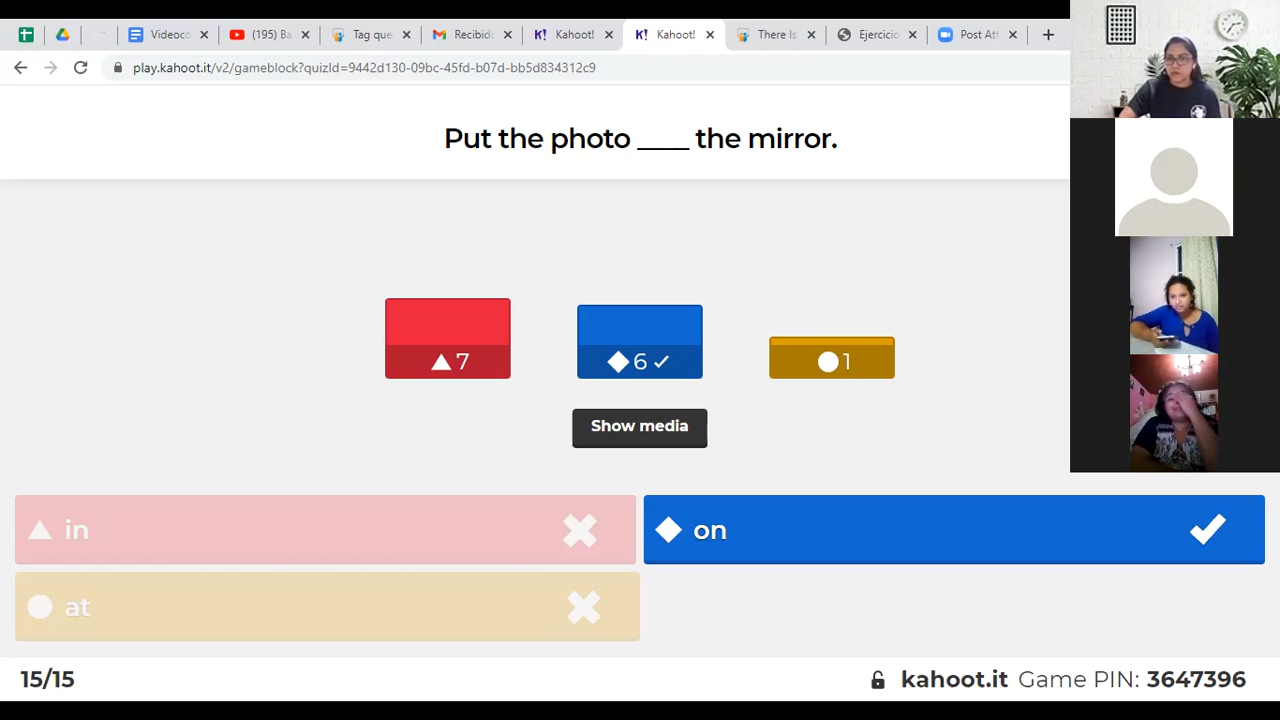 Videoco
(195) Ba
Tag que
Recibido
Kahoot!
Kahoot!
There Is
Ejercicio
Post Att
play.kahoot.it/v2/gameblock?quizId=9442d130-09bc-45fd-b07d-bb5d834312c9
Put the photo ____ the mirror.
7
6
1
Show media
in
on
at
15/15
kahoot.it Game PIN: 3647396